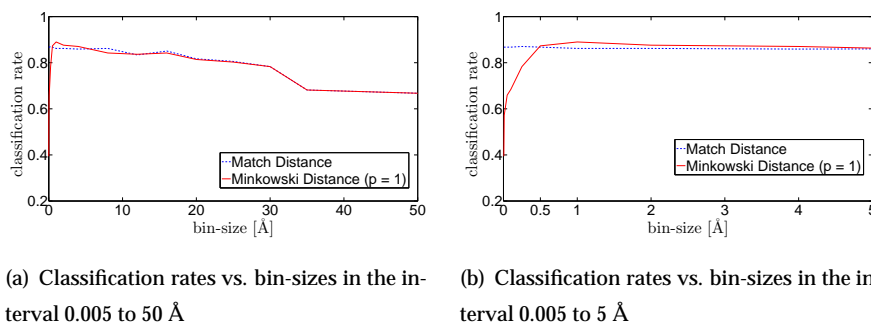 1
0.8
0.6
0.4
0.2
classification rate
Match Distance
Minkowski Distance (p = 1)
0 10 20 30 40 50
bin-size [Å]
(a) Classification rates vs. bin-sizes in the in-
terval 0.005 to 50 Å
1
0.8
0.6
0.4
0.2
classification rate
Match Distance
Minkowski Distance (p = 1)
0 0.5 1 2 3 4 5
bin-size [Å]
(b) Classification rates vs. bin-sizes in the in
terval 0.005 to 5 Å